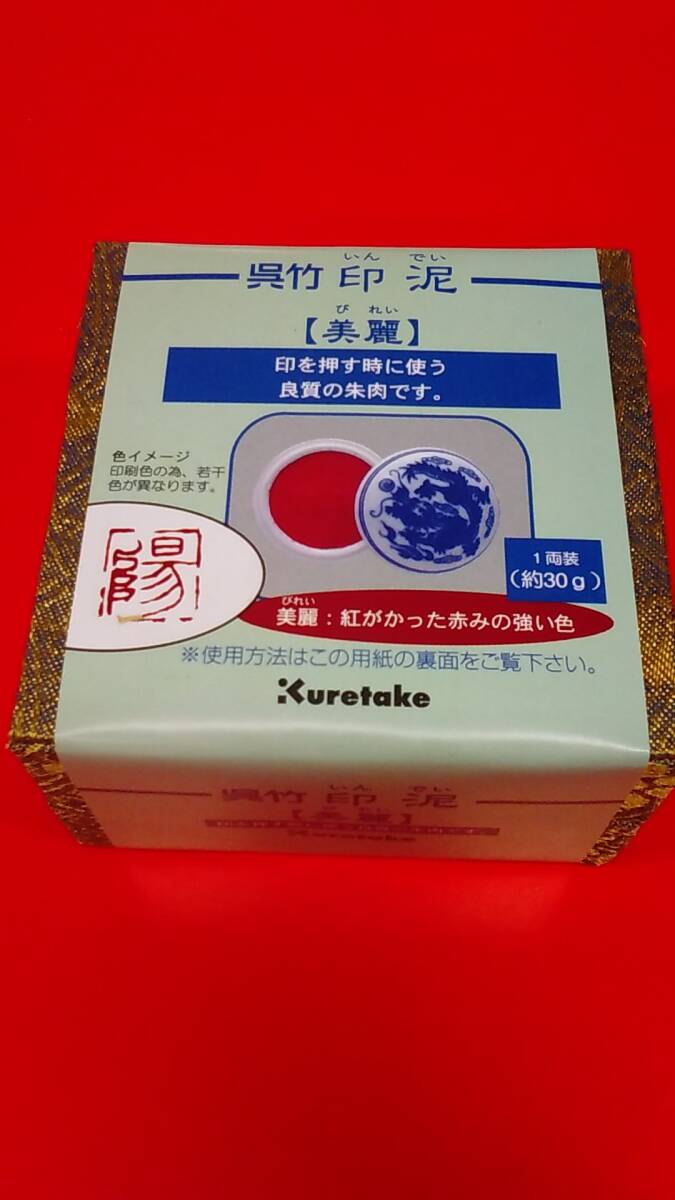 いん でい
呉竹 印 泥
び れい
【美麗】
印を押す時に使う
良質の朱肉です。
色イメージ
印刷色の為、若干
色が異なります。
陽
1両装
（約30g）
びれい
美麗：紅がかった赤みの強い色
※使用方法はこの用紙の裏面をご覧下さい。
Kuretake
いん でい
呉竹 印 泥
【美麗】
Kuretake